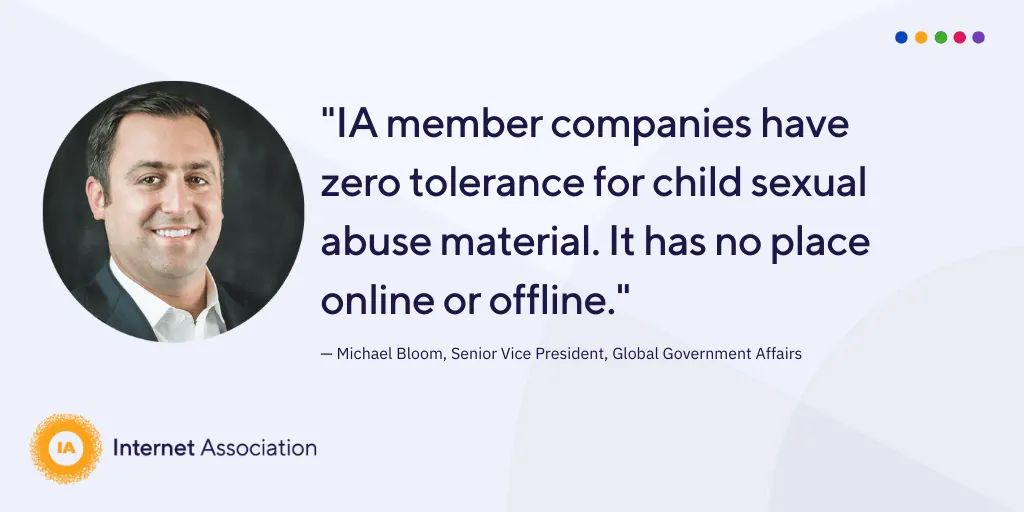 "IA member companies have
zero tolerance for child sexual
abuse material. It has no place
online or offline."
— Michael Bloom, Senior Vice President, Global Government Affairs
IA Internet Association